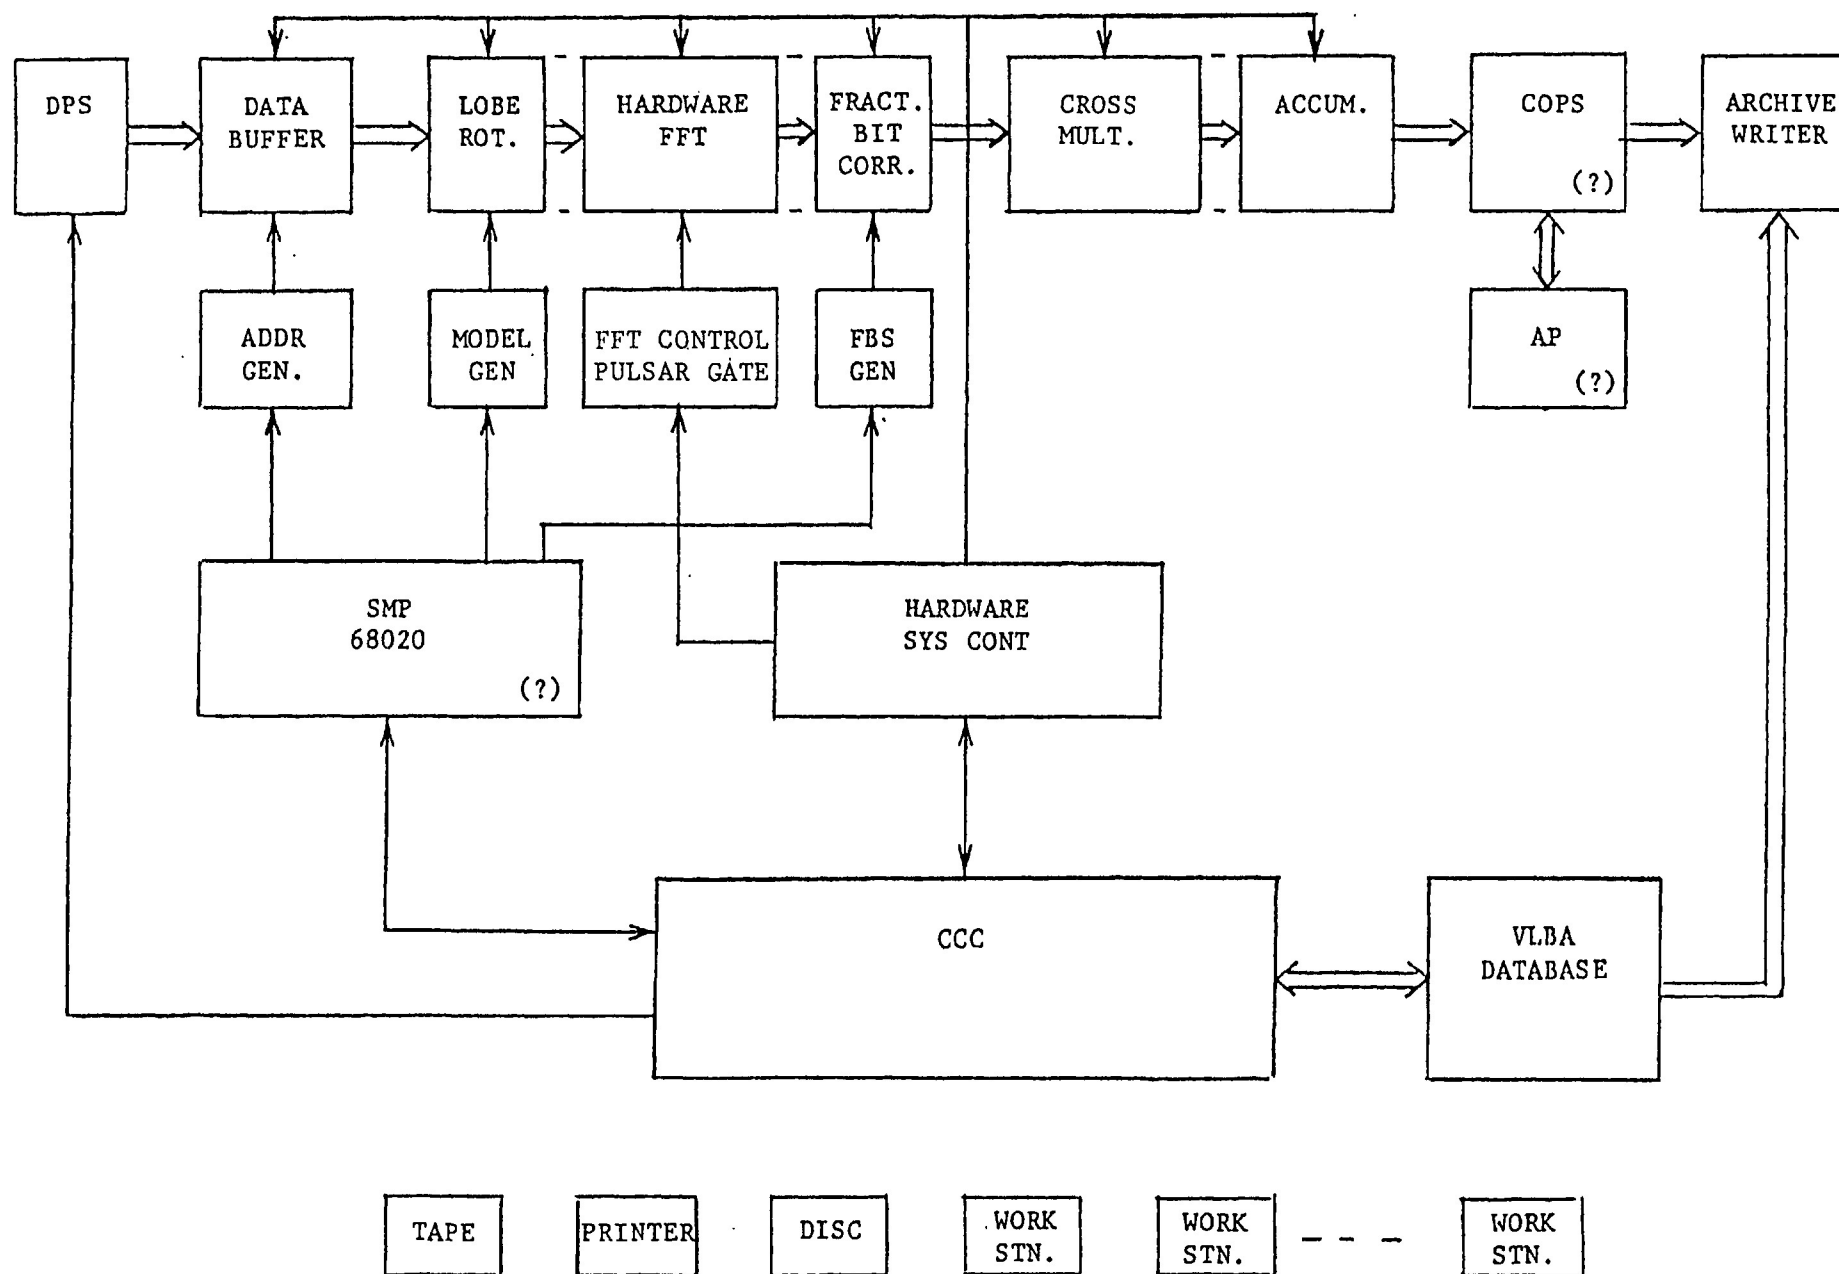 DPS
DATA
BUFFER
LOBE
ROT.
HARDWARE
FFT
FRACT.
BIT
CORR.
CROSS
MULT.
ACCUM.
COPS
(?)
ARCHIVE
WRITER
ADDR
GEN.
MODEL
GEN
FFT CONTROL
PULSAR GATE
FBS
GEN
AP
(?)
SMP
68020
(?)
HARDWARE
SYS CONT
CCC
VLBA
DATABASE
TAPE
PRINTER
DISC
WORK
STN.
WORK
STN.
WORK
STN.